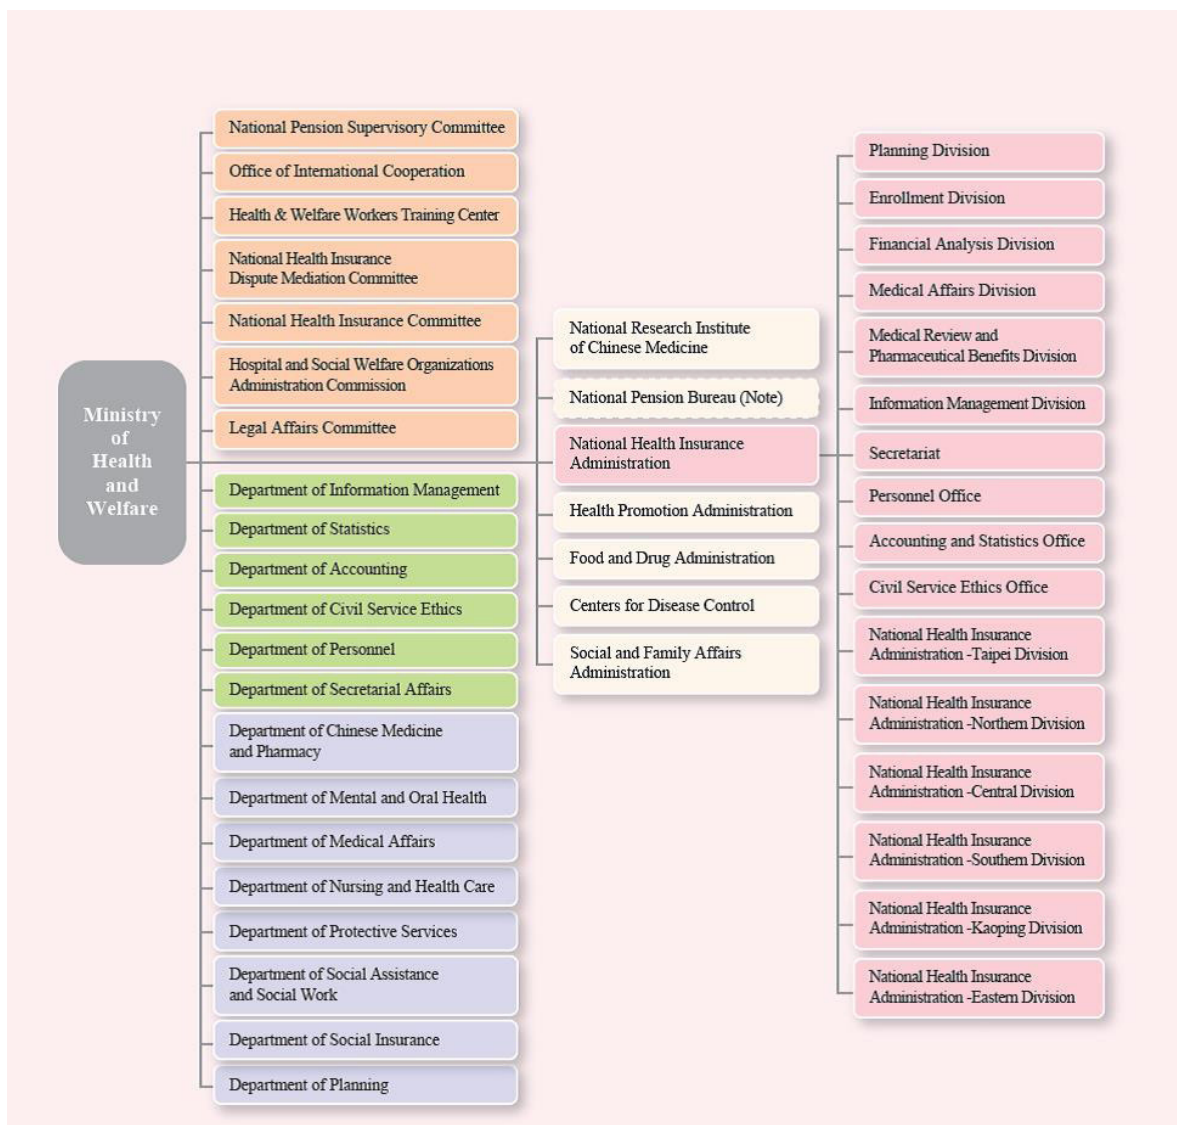 Ministry
of
Health
and
Welfare
National Pension Supervisory Committee
Office of International Cooperation
Health & Welfare Workers Training Center
National Health Insurance
Dispute Mediation Committee
National Health Insurance Committee
Hospital and Social Welfare Organizations
Administration Commission
Legal Affairs Committee
Department of Information Management
Department of Statistics
Department of Accounting
Department of Civil Service Ethics
Department of Personnel
Department of Secretarial Affairs
Department of Chinese Medicine
and Pharmacy
Department of Mental and Oral Health
Department of Medical Affairs
Department of Nursing and Health Care
Department of Protective Services
Department of Social Assistance
and Social Work
Department of Social Insurance
Department of Planning
National Research Institute
of Chinese Medicine
National Pension Bureau (Note)
National Health Insurance
Administration
Health Promotion Administration
Food and Drug Administration
Centers for Disease Control
Social and Family Affairs
Administration
Planning Division
Enrollment Division
Financial Analysis Division
Medical Affairs Division
Medical Review and
Pharmaceutical Benefits Division
Information Management Division
Secretariat
Personnel Office
Accounting and Statistics Office
Civil Service Ethics Office
National Health Insurance
Administration -Taipei Division
National Health Insurance
Administration -Northern Division
National Health Insurance
Administration -Central Division
National Health Insurance
Administration -Southern Division
National Health Insurance
Administration -Kaoping Division
National Health Insurance
Administration -Eastern Division